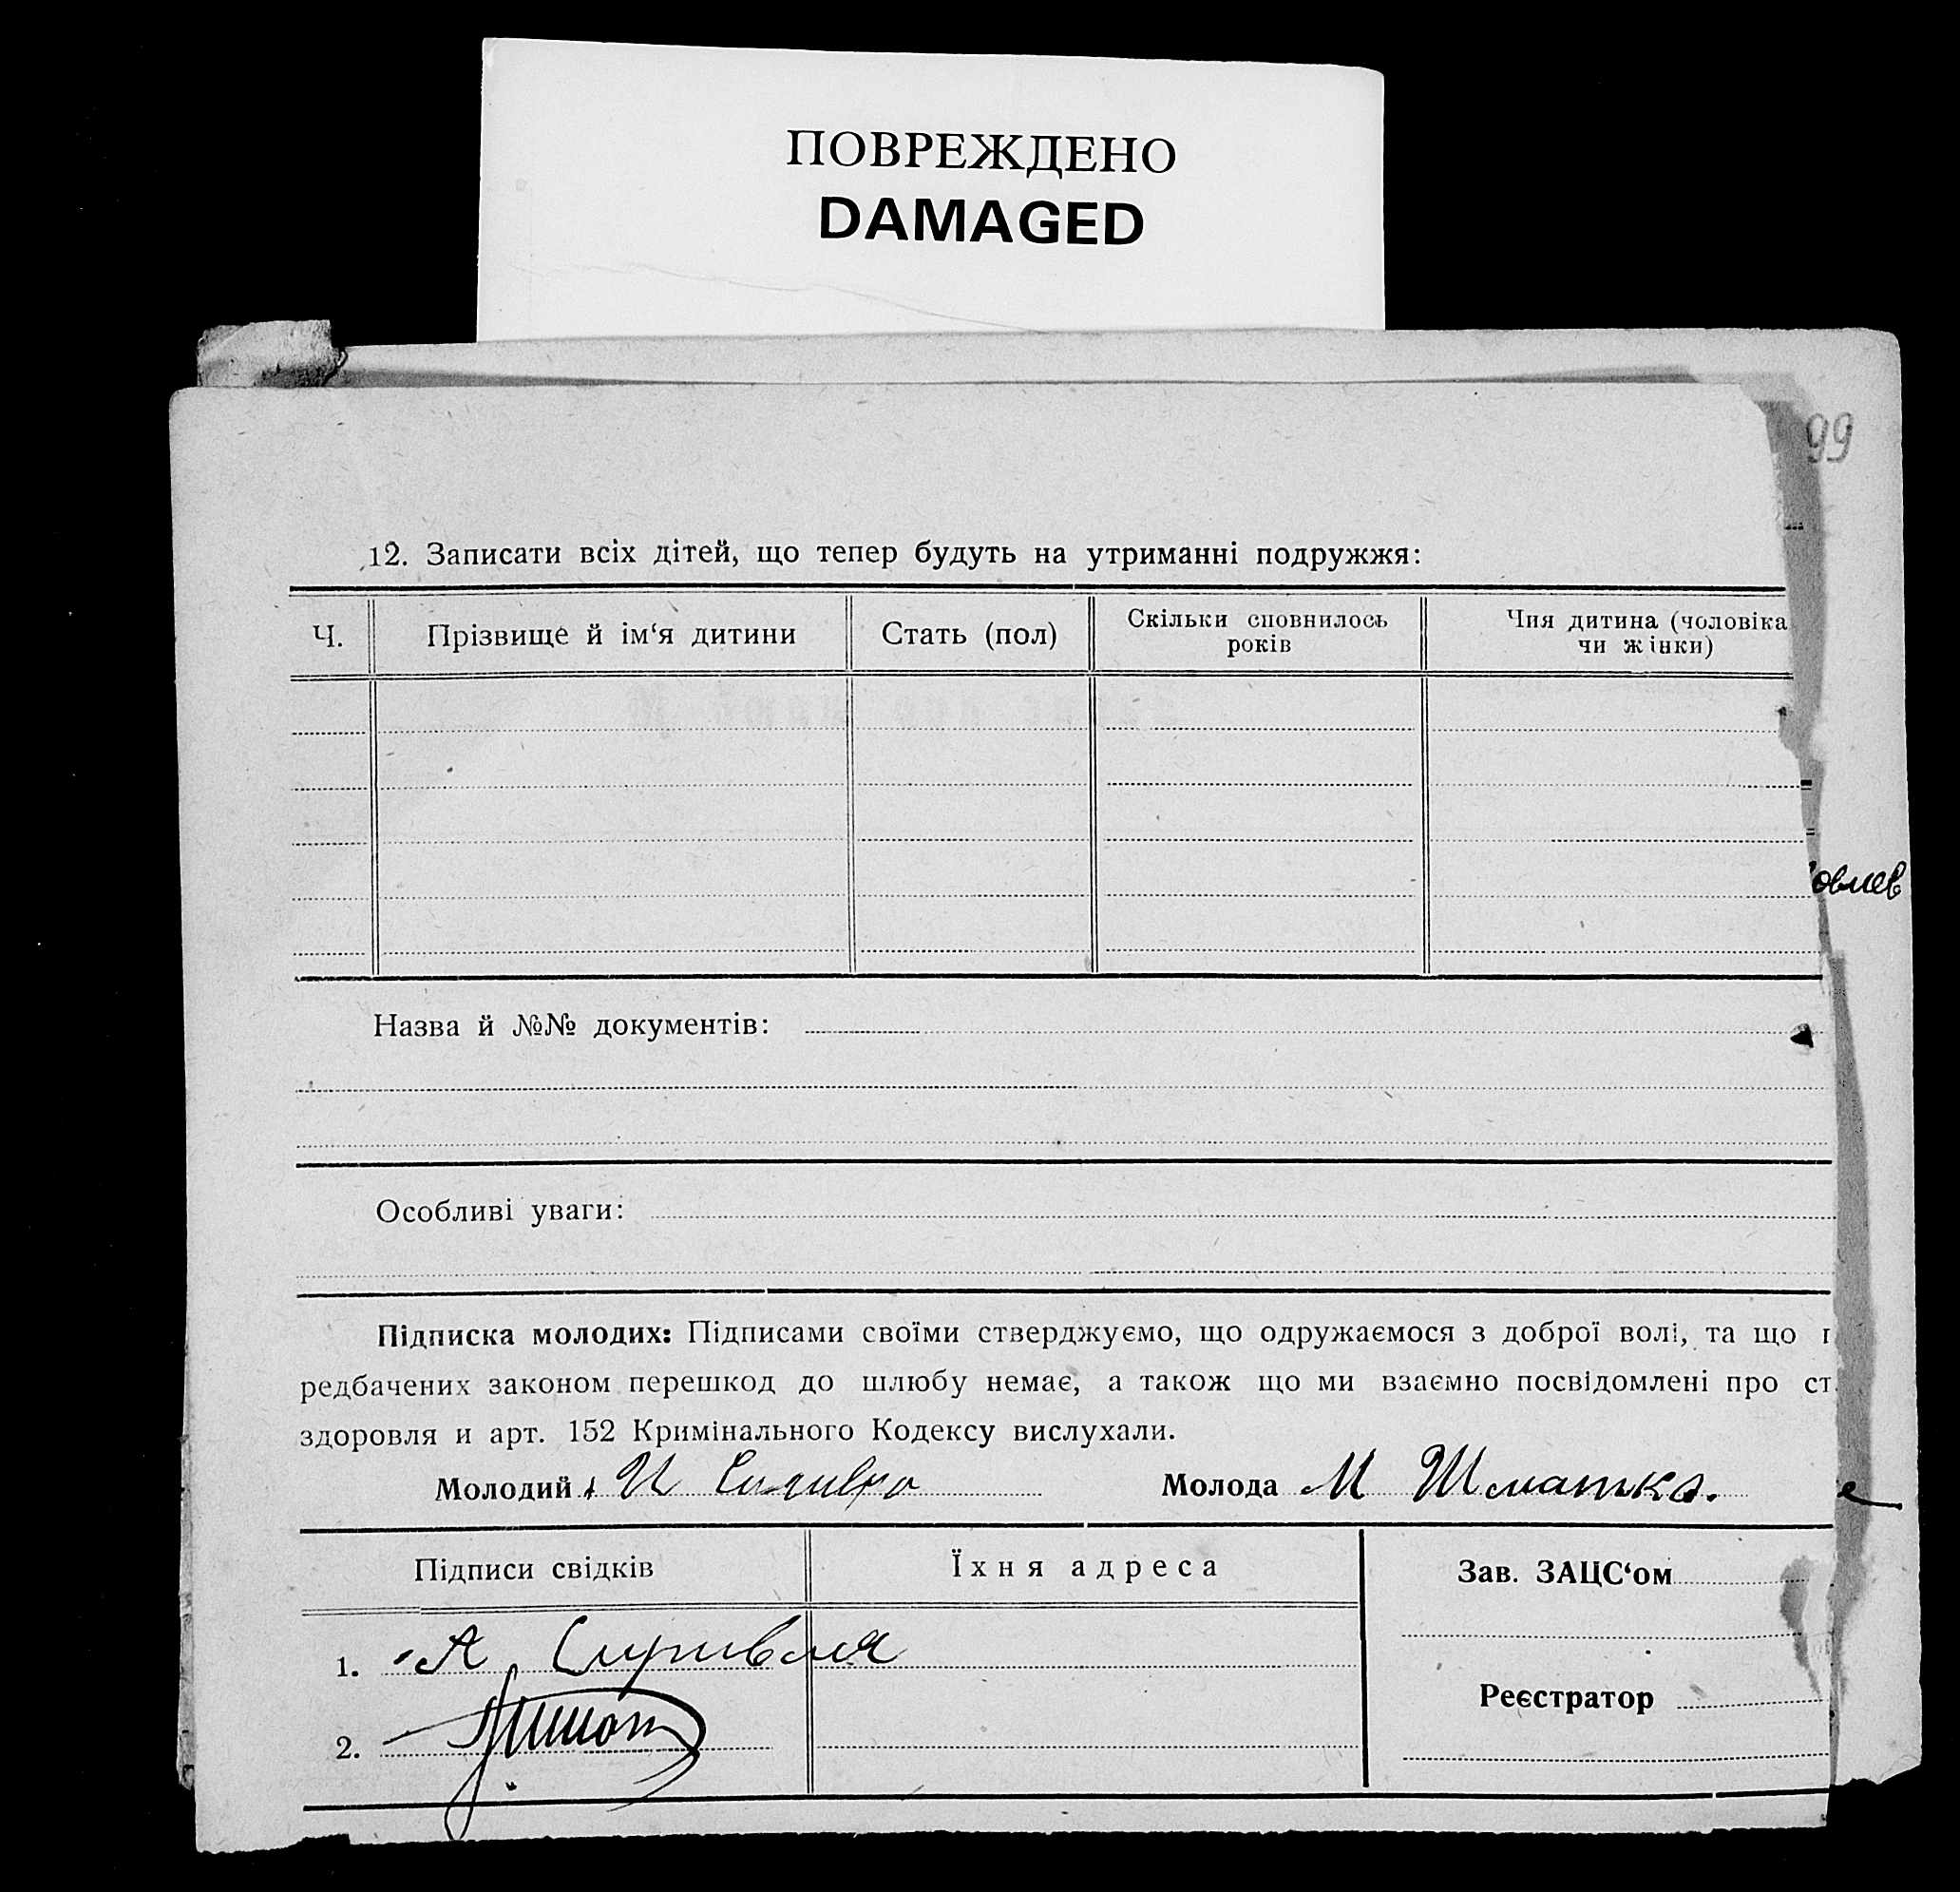 ПОВРЕЖДЕНО
DAMAGED
99
12. Записати всіх дітей, що тепер будуть на утриманні подружжя:
Ч. Прізвище й ім‘я дитини Стать (пол) Скільки сповнилось років Чия дитина (чоловіка чи жінки)
овлев
Назва й №№ документів:
Особливі уваги:
Підписка молодих: Підписами своїми стверджуємо, що одружаємося з доброї волі, та що п
редбачених законом перешкод до шлюбу немає, а також що ми взаємно посвідомлені про ст
здоровля и арт. 152 Кримінального Кодексу вислухали.
Молодий И Молода М Шматко.
Підписи свідків Їхня адреса Зав. ЗАЦС‘ом
1. А
Реєстратор
2.